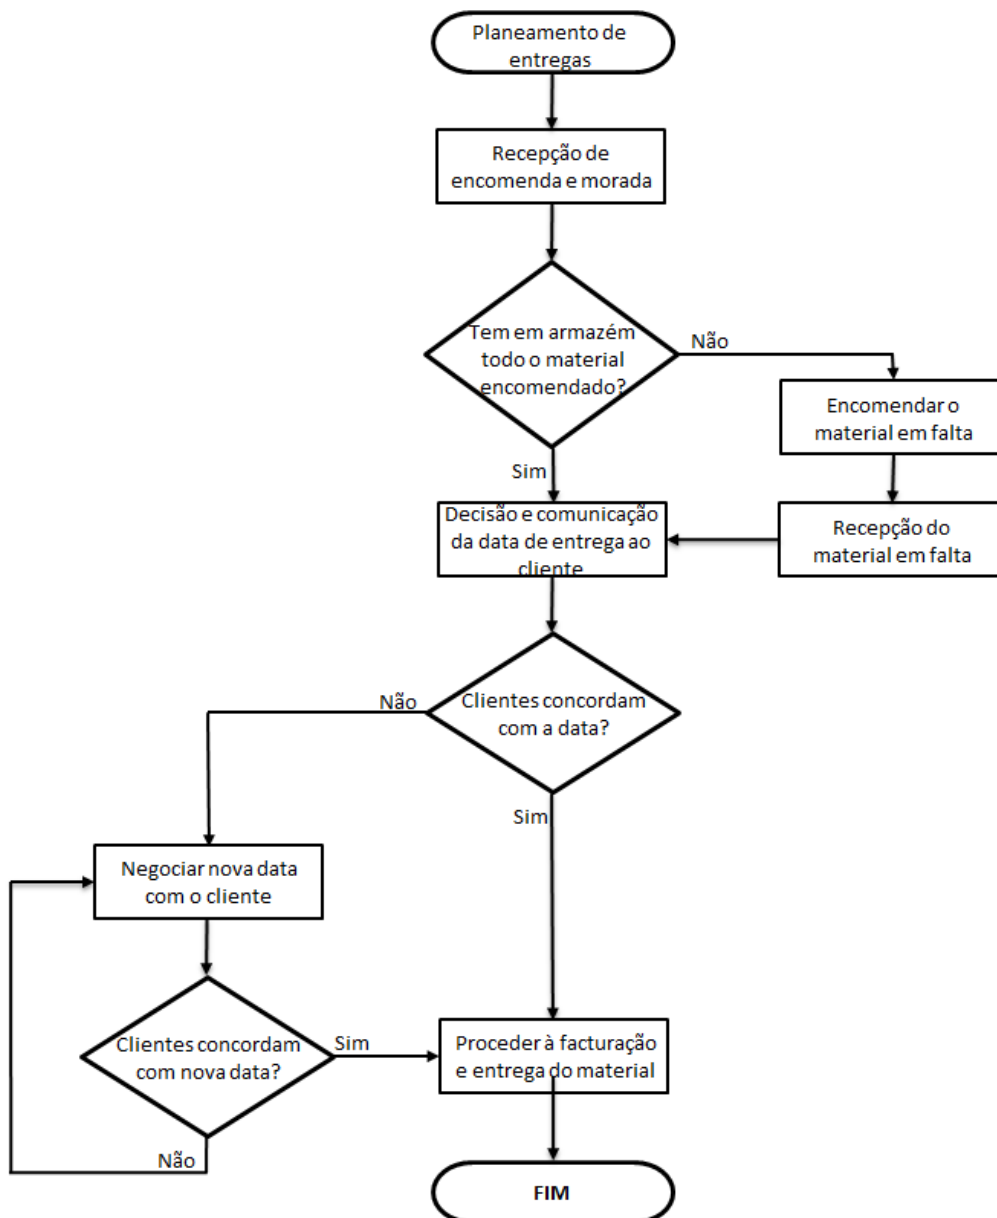 Planeamento de
entregas
Recepção de
encomenda e morada
Tem em armazém
todo o material
encomendado?
Não
Encomendar o
material em falta
Sim
Decisão e comunicação
da data de entrega ao
cliente
Recepção do
material em falta
Clientes concordam
com a data?
Não
Sim
Negociar nova data
com o cliente
Clientes concordam
com nova data?
Sim
Não
Proceder à facturação
e entrega do material
FIM